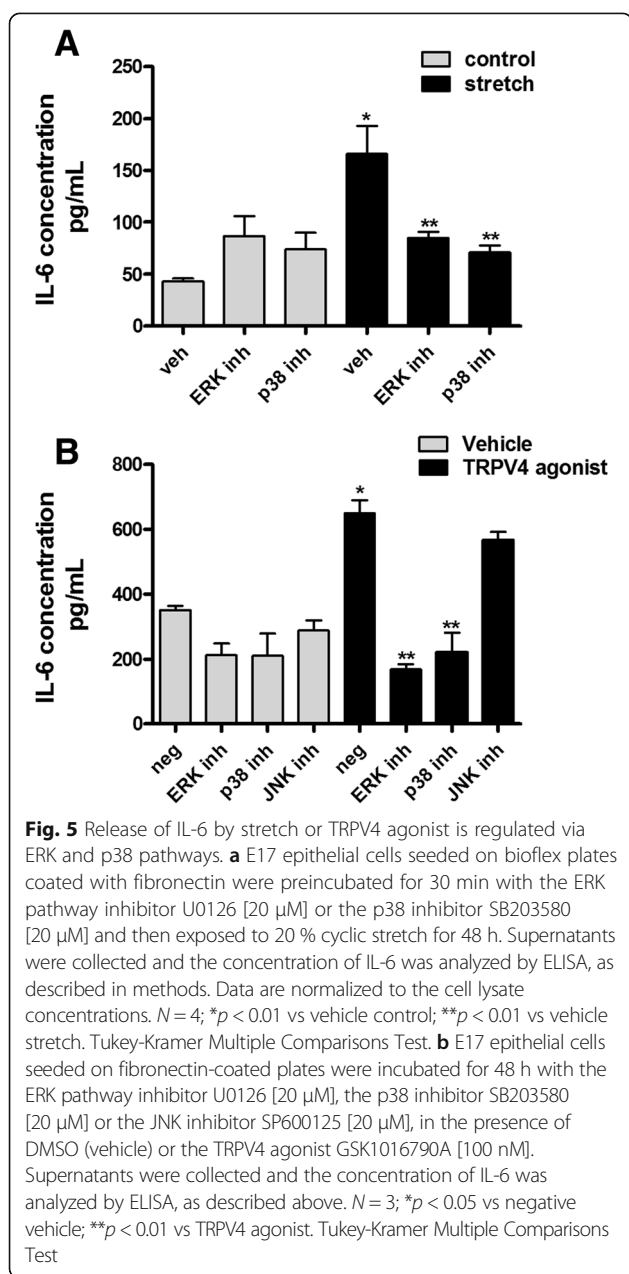 A
control
stretch
IL-6 concentration
pg/mL
250
200
150
100
50
0
*
**
**
veh
ERK inh
p38 inh
veh
ERK inh
p38 inh
B
Vehicle
TRPV4 agonist
IL-6 concentration
pg/mL
800
600
400
200
0
*
**
**
neg
ERK inh
p38 inh
JNK inh
neg
ERK inh
p38 inh
JNK inh
Fig. 5 Release of IL-6 by stretch or TRPV4 agonist is regulated via
ERK and p38 pathways. a E17 epithelial cells seeded on bioflex plates
coated with fibronectin were preincubated for 30 min with the ERK
pathway inhibitor U0126 [20 μM] or the p38 inhibitor SB203580
[20 μM] and then exposed to 20 % cyclic stretch for 48 h. Supernatants
were collected and the concentration of IL-6 was analyzed by ELISA, as
described in methods. Data are normalized to the cell lysate
concentrations. N = 4; *p < 0.01 vs vehicle control; **p < 0.01 vs vehicle
stretch. Tukey-Kramer Multiple Comparisons Test. b E17 epithelial cells
seeded on fibronectin-coated plates were incubated for 48 h with the
ERK pathway inhibitor U0126 [20 μM], the p38 inhibitor SB203580
[20 μM] or the JNK inhibitor SP600125 [20 μM], in the presence of
DMSO (vehicle) or the TRPV4 agonist GSK1016790A [100 nM].
Supernatants were collected and the concentration of IL-6 was
analyzed by ELISA, as described above. N = 3; *p < 0.05 vs negative
vehicle; **p < 0.01 vs TRPV4 agonist. Tukey-Kramer Multiple Comparisons
Test